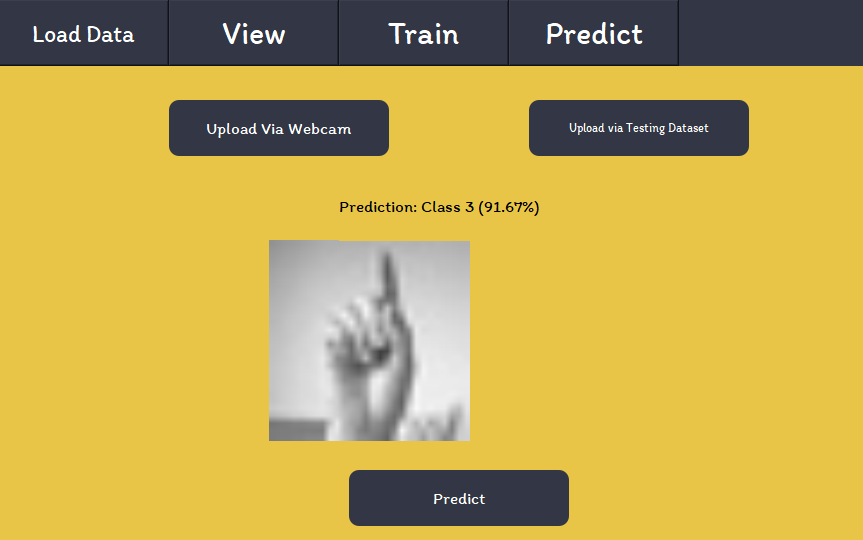 Load Data
View
Train
Predict
Upload Via Webcam
Upload via Testing Dataset
Prediction: Class 3 (91.67%)
Predict